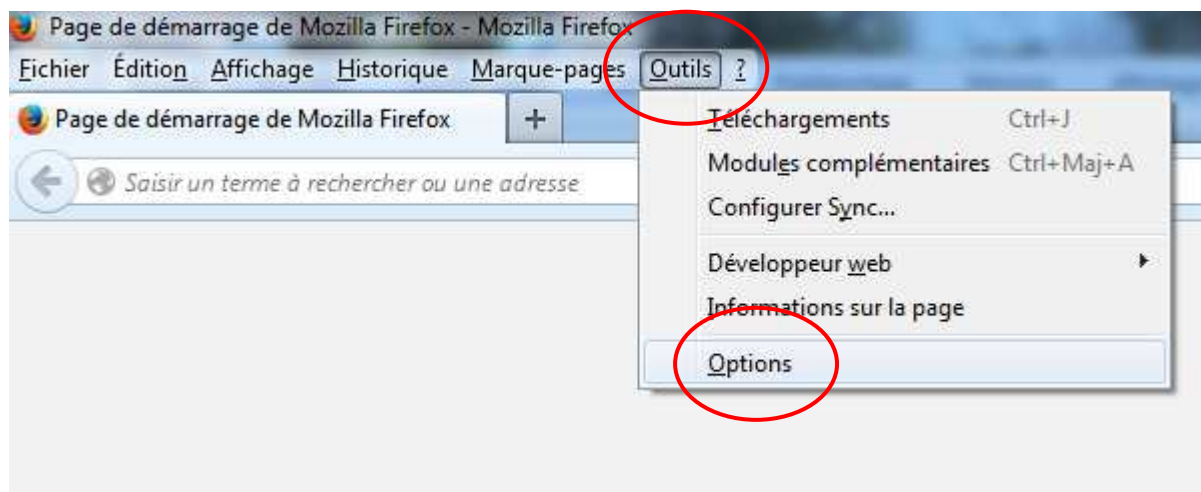 Page de démarrage de Mozilla Firefox - Mozilla Firefox
Fichier Édition Affichage Historique Marque-pages Outils ?
Page de démarrage de Mozilla Firefox +
Saisir un terme à rechercher ou une adresse
Téléchargements Ctrl+J
Modules complémentaires Ctrl+Maj+A
Configurer Sync...
Développeur web
Informations sur la page
Options